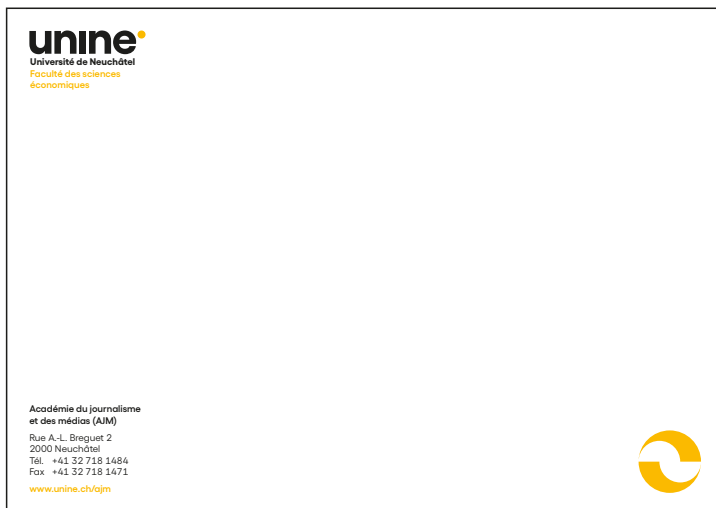 unine
Université de Neuchâtel
Faculté des sciences
économiques
Académie du journalisme
et des médias (AJM)
Rue A.-L. Breguet 2
2000 Neuchâtel
Tél. +41 32 718 1484
Fax +41 32 718 1471
www.unine.ch/ajm